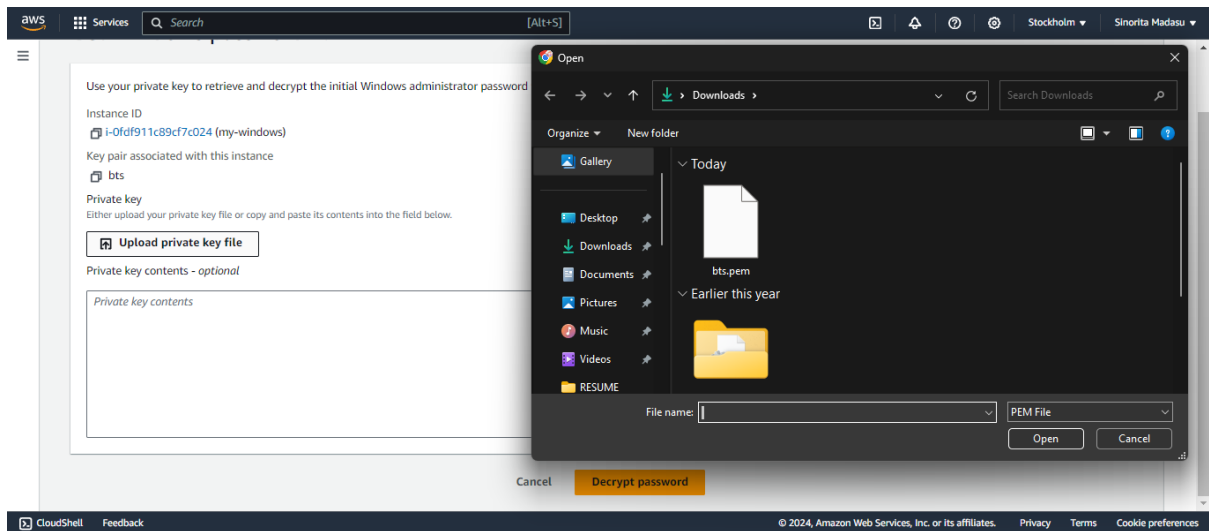 aws
Services
Search
[Alt+S]
Stockholm
Sinorita Madasu
Use your private key to retrieve and decrypt the initial Windows administrator password
Instance ID
i-0fdf911c89cf7c024 (my-windows)
Key pair associated with this instance
bts
Private key
Either upload your private key file or copy and paste its contents into the field below.
Upload private key file
Private key contents - optional
Private key contents
Cancel
Decrypt password
Open
Downloads
Search Downloads
Organize
New folder
Gallery
Desktop
Downloads
Documents
Pictures
Music
Videos
RESUME
Today
bts.pem
Earlier this year
File name:
PEM File
Open
Cancel
CloudShell
Feedback
© 2024, Amazon Web Services, Inc. or its affiliates.
Privacy
Terms
Cookie preferences